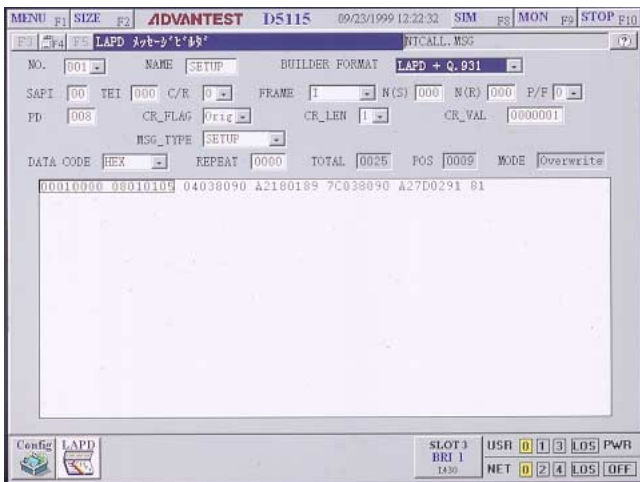 MENU F1 SIZE F2 ADVANTEST D5115 09/23/1999 12:22:32 SIM F8 MON F9 STOP F10
F3 F4 F5 LAPD ﾒｯｾｰｼﾞﾋﾞﾙﾀﾞ NTCALL.MSG (?)
NO. 001 NAME SETUP BUILDER FORMAT LAPD + Q.931
SAPI 00 TEI 000 C/R 0 FRAME I N(S) 000 N(R) 000 P/F 0
PD 008 CR_FLAG Orig CR_LEN 1 CR_VAL 0000001
MSG_TYPE SETUP
DATA CODE HEX REPEAT 0000 TOTAL 0025 POS 0009 MODE Overwrite
00010000 08010105 04038090 A2180189 7C038090 A27D0291 81
Config LAPD SLOT3 BRI 1 I430
USR 0 1 3 LOS PWR
NET 0 2 4 LOS OFF